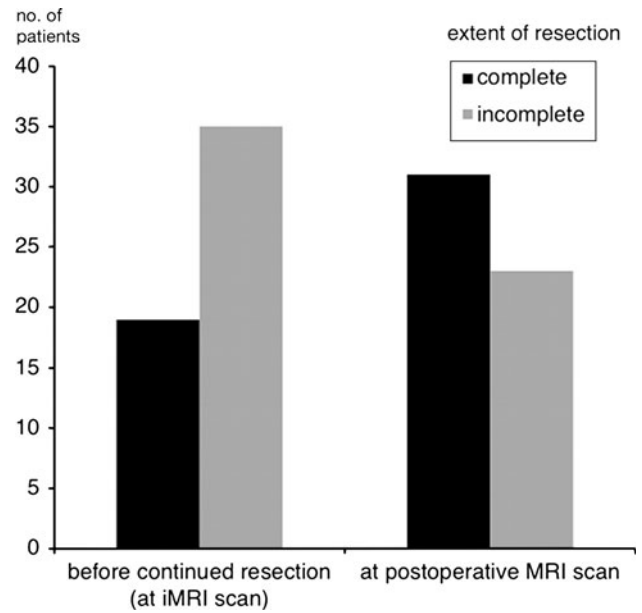 no. of
patients
extent of resection
complete
incomplete
40
35
30
25
20
15
10
5
0
before continued resection
(at iMRI scan)
at postoperative MRI scan